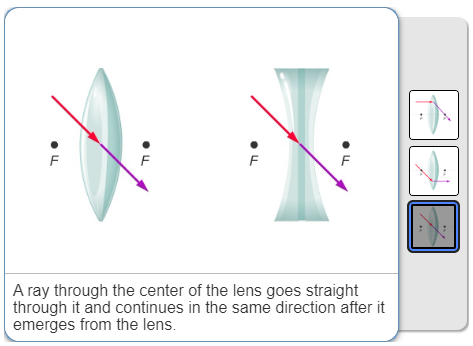 F F F F
A ray through the center of the lens goes straight
through it and continues in the same direction after it
emerges from the lens.